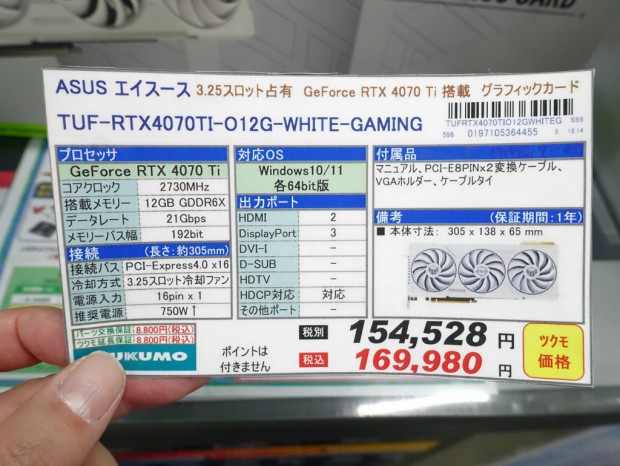 ASUS エイスース 3.25スロット占有 GeForce RTX 4070 Ti 搭載 グラフィックカード
TUF-RTX4070TI-O12G-WHITE-GAMING
TUFRTX4070TIO12GWHITEG SSS
596 0197105364455 E 12.14
プロセッサ
GeForce RTX 4070 Ti
コアクロック 2730MHz
搭載メモリー 12GB GDDR6X
データレート 21Gbps
メモリーバス幅 192bit
接続 (長さ:約305mm)
接続バス PCI-Express4.0 x16
冷却方式 3.25スロット冷却ファン
電源入力 16pin x 1
推奨電源 750W↑
対応OS
Windows10/11
各64bit版
出力ポート
HDMI 2
DisplayPort 3
DVI-I -
D-SUB -
HDTV -
HDCP対応 対応
その他ポート -
付属品
マニュアル、PCI-E8PINx2変換ケーブル、
VGAホルダー、ケーブルタイ
備考 (保証期間:1年)
■ 本体寸法: 305 x 138 x 65 mm
パーツ交換保証:8,800円(税込)
ツクモ延長保証:8,800円(税込)
TSUKUMO
ポイントは
付きません
税別 154,528 円
税込 169,980 円
ツクモ
価格